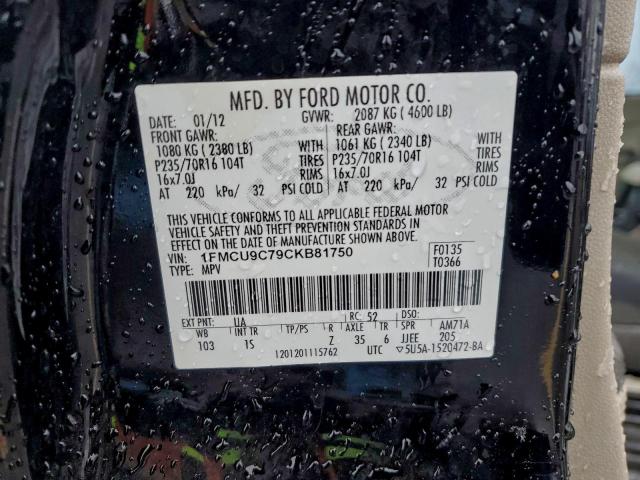 MFD. BY FORD MOTOR CO.
DATE: 01/12 GVWR: 2087 KG ( 4600 LB)
FRONT GAWR: REAR GAWR:
1080 KG ( 2380 LB) WITH 1061 KG ( 2340 LB) WITH
P235/70R16 104T TIRES P235/70R16 104T TIRES
16x7.0J RIMS 16x7.0J RIMS
AT 220 kPa/ 32 PSI COLD AT 220 kPa/ 32 PSI COLD
THIS VEHICLE CONFORMS TO ALL APPLICABLE FEDERAL MOTOR
VEHICLE SAFETY AND THEFT PREVENTION STANDARDS IN
EFFECT ON THE DATE OF MANUFACTURE SHOWN ABOVE.
VIN: 1FMCU9C79CKB81750 F0135
TYPE: MPV T0366
EXT PNT: UA RC: 52 DSO:
WB INT TR TP/PS R AXLE TR SPR AM71A
103 1S Z 35 6 JJEE 205
1201201115762 UTC ▽5U5A-1520472-BA